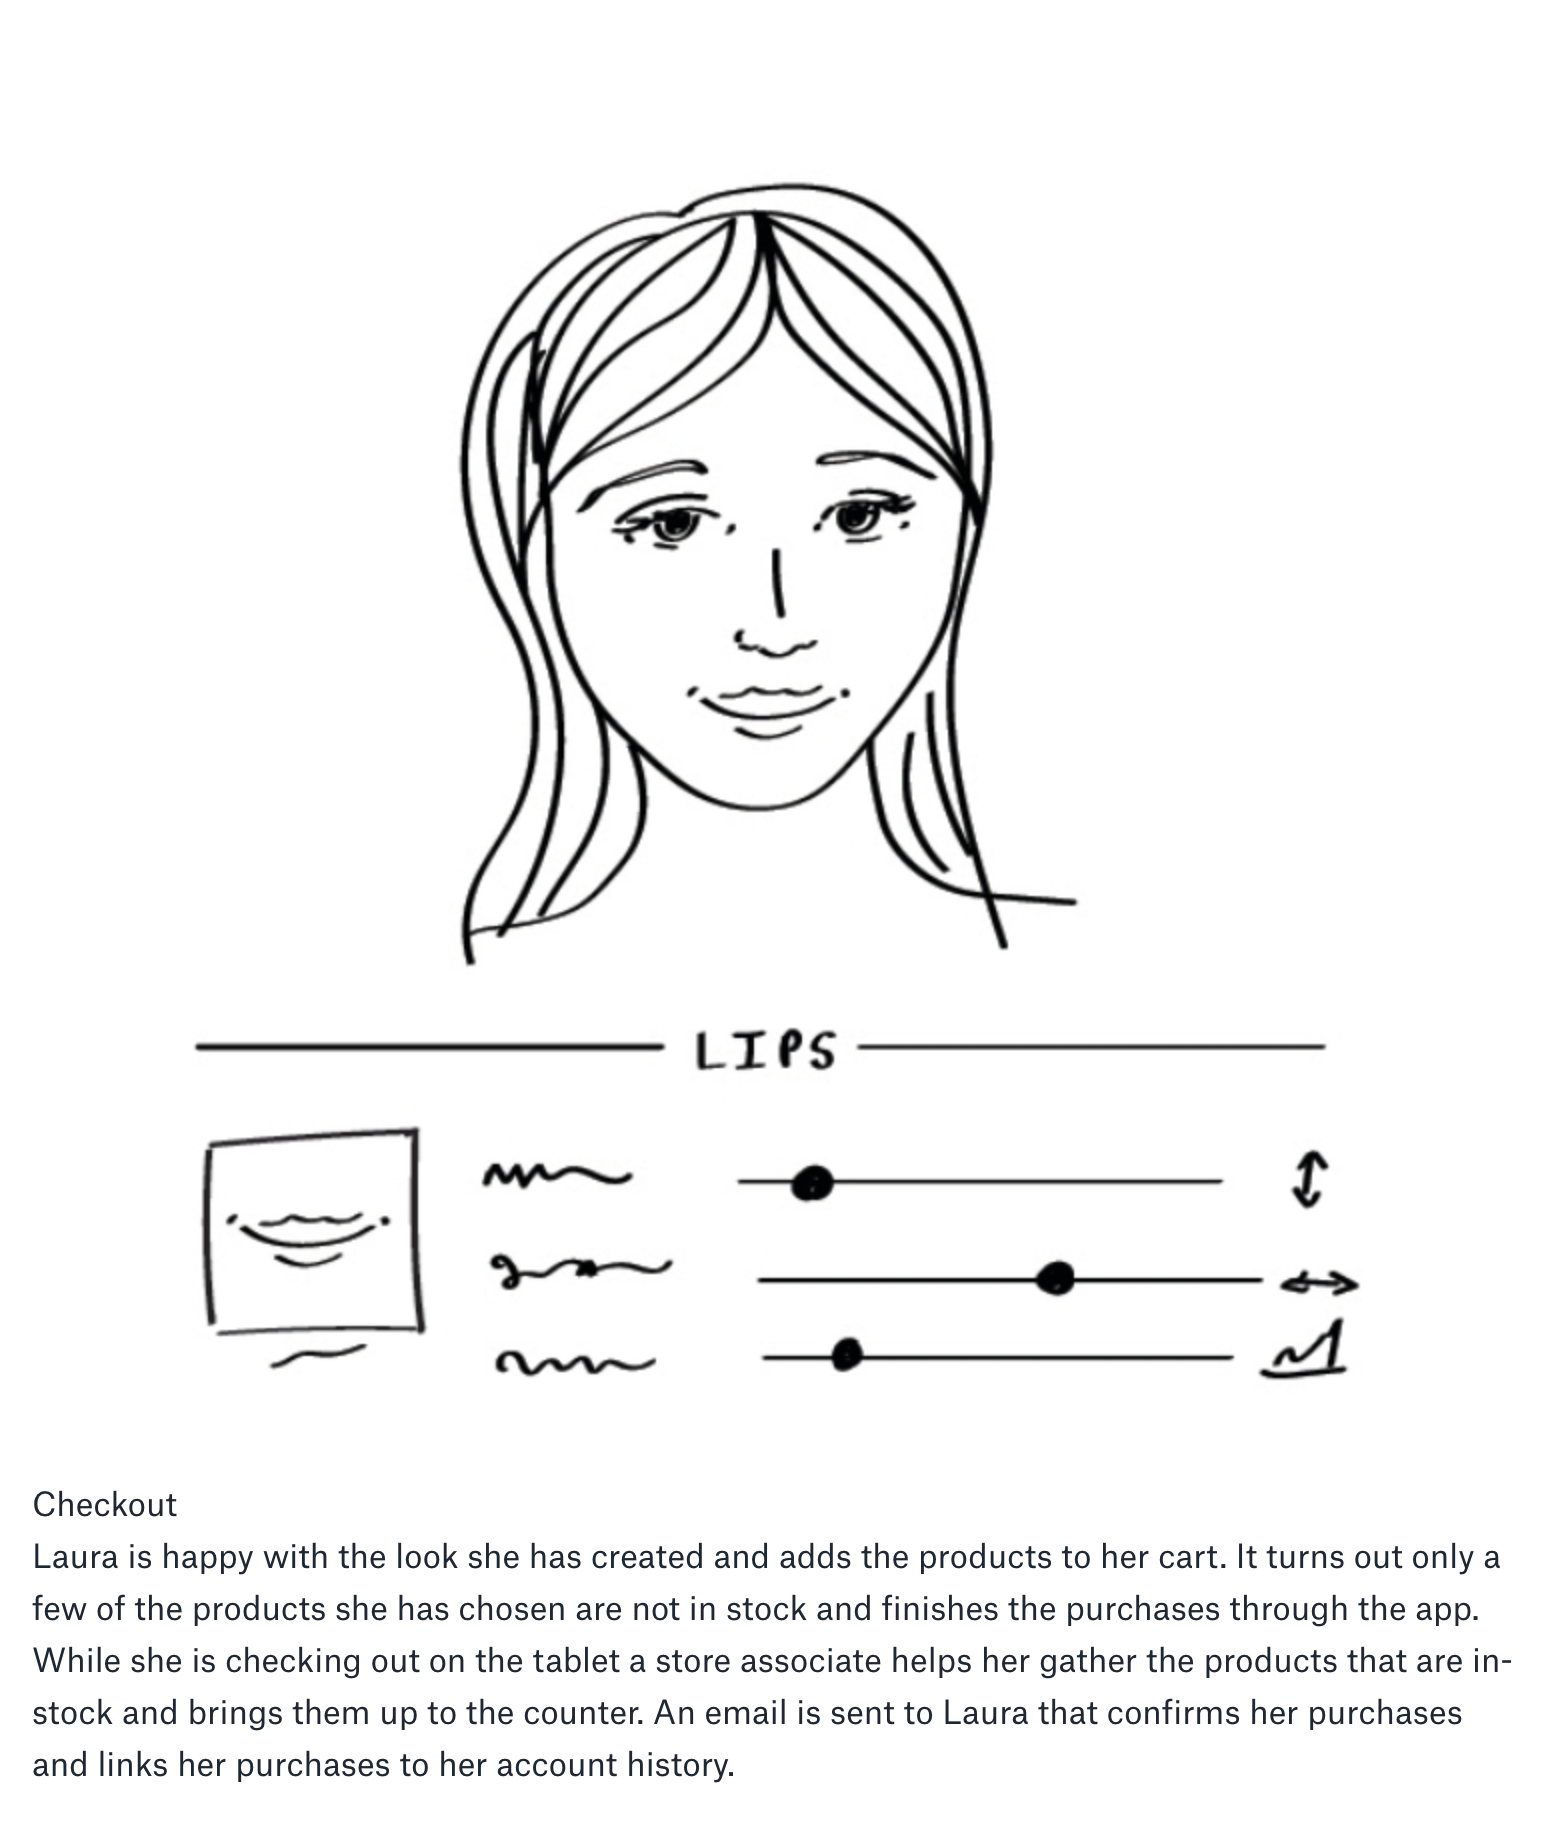 LIPS
Checkout
Laura is happy with the look she has created and adds the products to her cart. It turns out only a
few of the products she has chosen are not in stock and finishes the purchases through the app.
While she is checking out on the tablet a store associate helps her gather the products that are in-
stock and brings them up to the counter. An email is sent to Laura that confirms her purchases
and links her purchases to her account history.